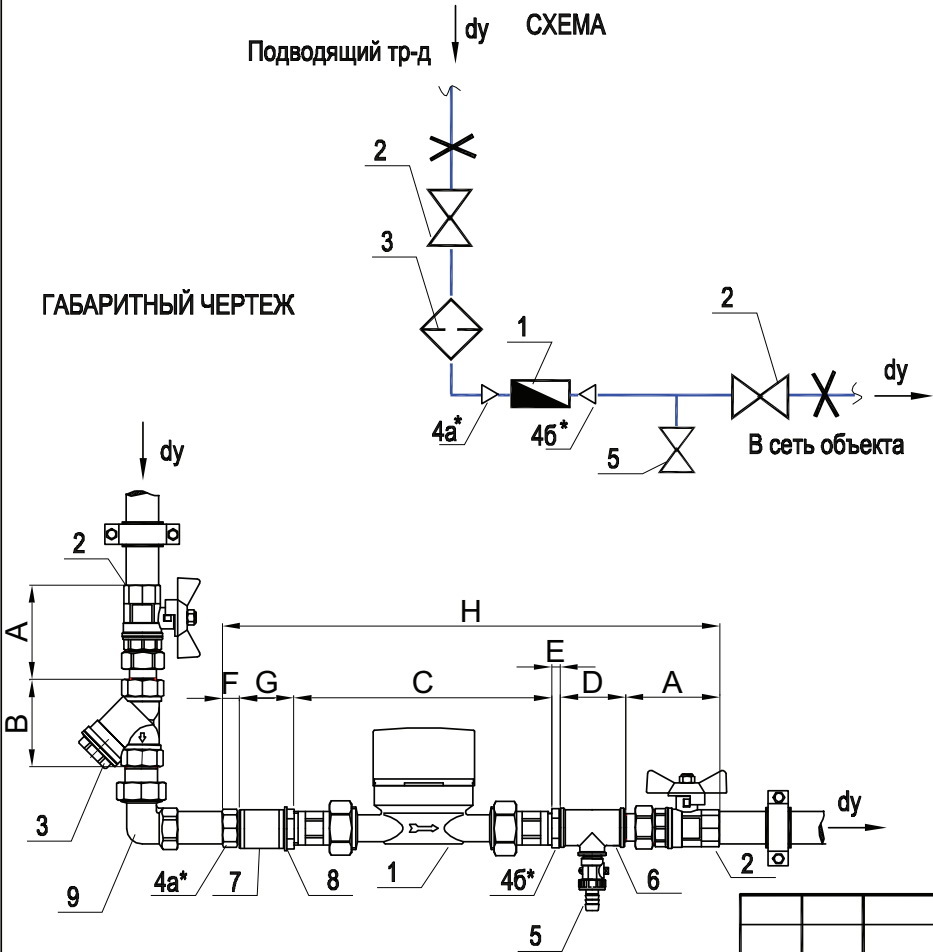 dy
СХЕМА
Подводящий тр-д
2
3
ГАБАРИТНЫЙ ЧЕРТЕЖ
1
2
dy
4а*
4б*
5
В сеть объекта
dy
2
H
A
E
F
G
C
D
A
B
dy
3
9
4а*
7
8
1
4б*
6
2
5